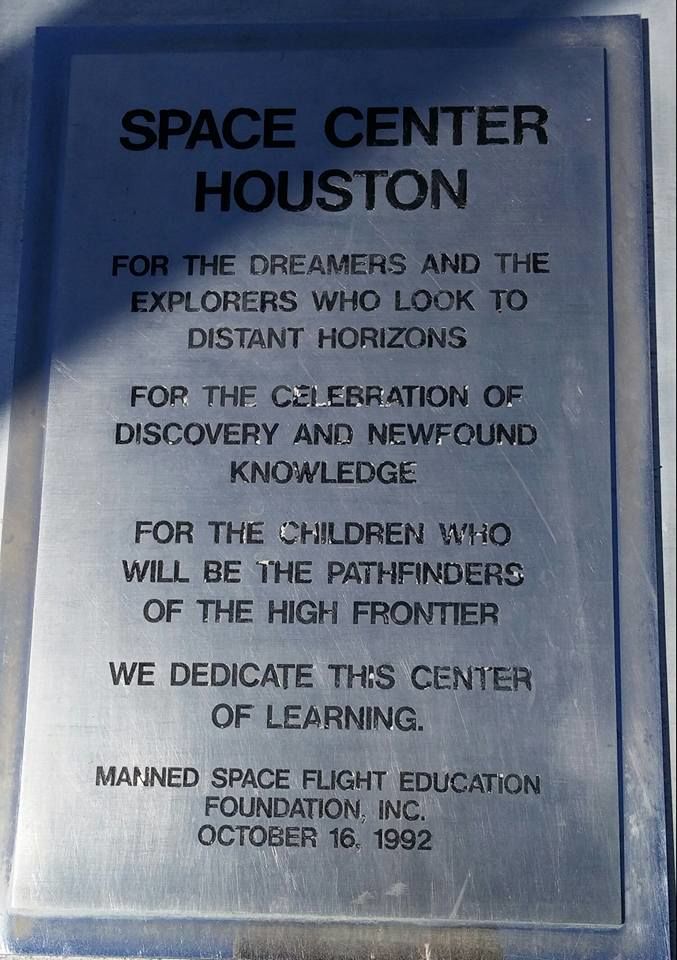 SPACE CENTER
HOUSTON
FOR THE DREAMERS AND THE
EXPLORERS WHO LOOK TO
DISTANT HORIZONS
FOR THE CELEBRATION OF
DISCOVERY AND NEWFOUND
KNOWLEDGE
FOR THE CHILDREN WHO
WILL BE THE PATHFINDERS
OF THE HIGH FRONTIER
WE DEDICATE THIS CENTER
OF LEARNING.
MANNED SPACE FLIGHT EDUCATION
FOUNDATION, INC.
OCTOBER 16, 1992